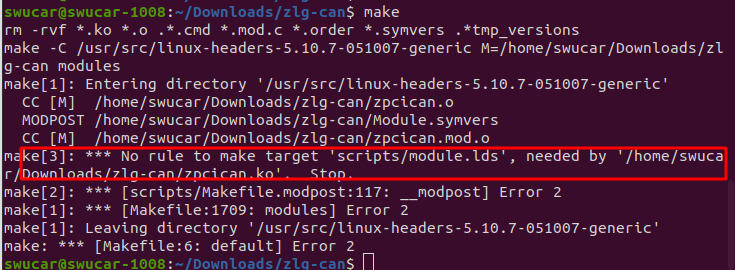 swucar@swucar-1008:~/Downloads/zlg-can$ make
rm -rvf *.ko *.o .*.cmd *.mod.c *.order *.symvers .*tmp_versions
make -C /usr/src/linux-headers-5.10.7-051007-generic M=/home/swucar/Downloads/zl
g-can modules
make[1]: Entering directory '/usr/src/linux-headers-5.10.7-051007-generic'
  CC [M]  /home/swucar/Downloads/zlg-can/zpcican.o
  MODPOST /home/swucar/Downloads/zlg-can/Module.symvers
  CC [M]  /home/swucar/Downloads/zlg-can/zpcican.mod.o
make[3]: *** No rule to make target 'scripts/module.lds', needed by '/home/swuca
r/Downloads/zlg-can/zpcican.ko'.  Stop.
make[2]: *** [scripts/Makefile.modpost:117: __modpost] Error 2
make[1]: *** [Makefile:1709: modules] Error 2
make[1]: Leaving directory '/usr/src/linux-headers-5.10.7-051007-generic'
make: *** [Makefile:6: default] Error 2
swucar@swucar-1008:~/Downloads/zlg-can$